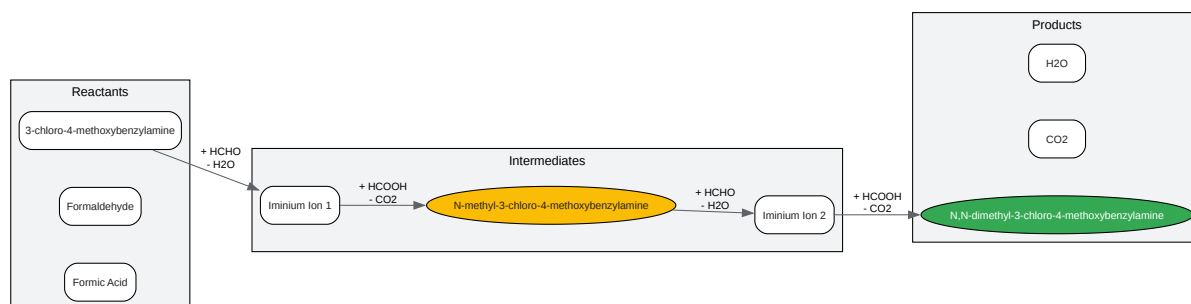 Reactants
3-chloro-4-methoxybenzylamine
Formaldehyde
Formic Acid
+ HCHO
- H2O
Intermediates
Iminium Ion 1
+ HCOOH
- CO2
N-methyl-3-chloro-4-methoxybenzylamine
+ HCHO
- H2O
Iminium Ion 2
+ HCOOH
- CO2
Products
H2O
CO2
N,N-dimethyl-3-chloro-4-methoxybenzylamine